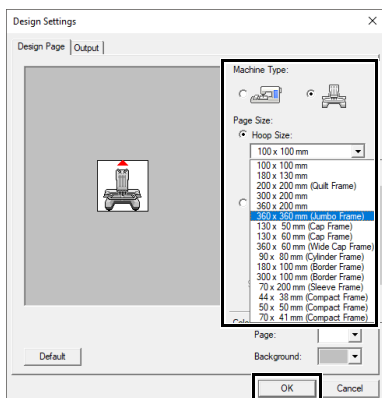 Design Settings
Design Page
Output
Machine Type:
Page Size:
Hoop Size:
100 x 100 mm
100 x 100 mm
180 x 130 mm
200 x 200 mm (Quilt Frame)
300 x 200 mm
360 x 200 mm
360 x 360 mm (Jumbo Frame)
130 x 50 mm (Cap Frame)
130 x 60 mm (Cap Frame)
360 x 60 mm (Wide Cap Frame)
90 x 80 mm (Cylinder Frame)
180 x 100 mm (Border Frame)
300 x 100 mm (Border Frame)
70 x 200 mm (Sleeve Frame)
44 x 38 mm (Compact Frame)
50 x 50 mm (Compact Frame)
70 x 41 mm (Compact Frame)
Page:
Default
Background:
OK
Cancel